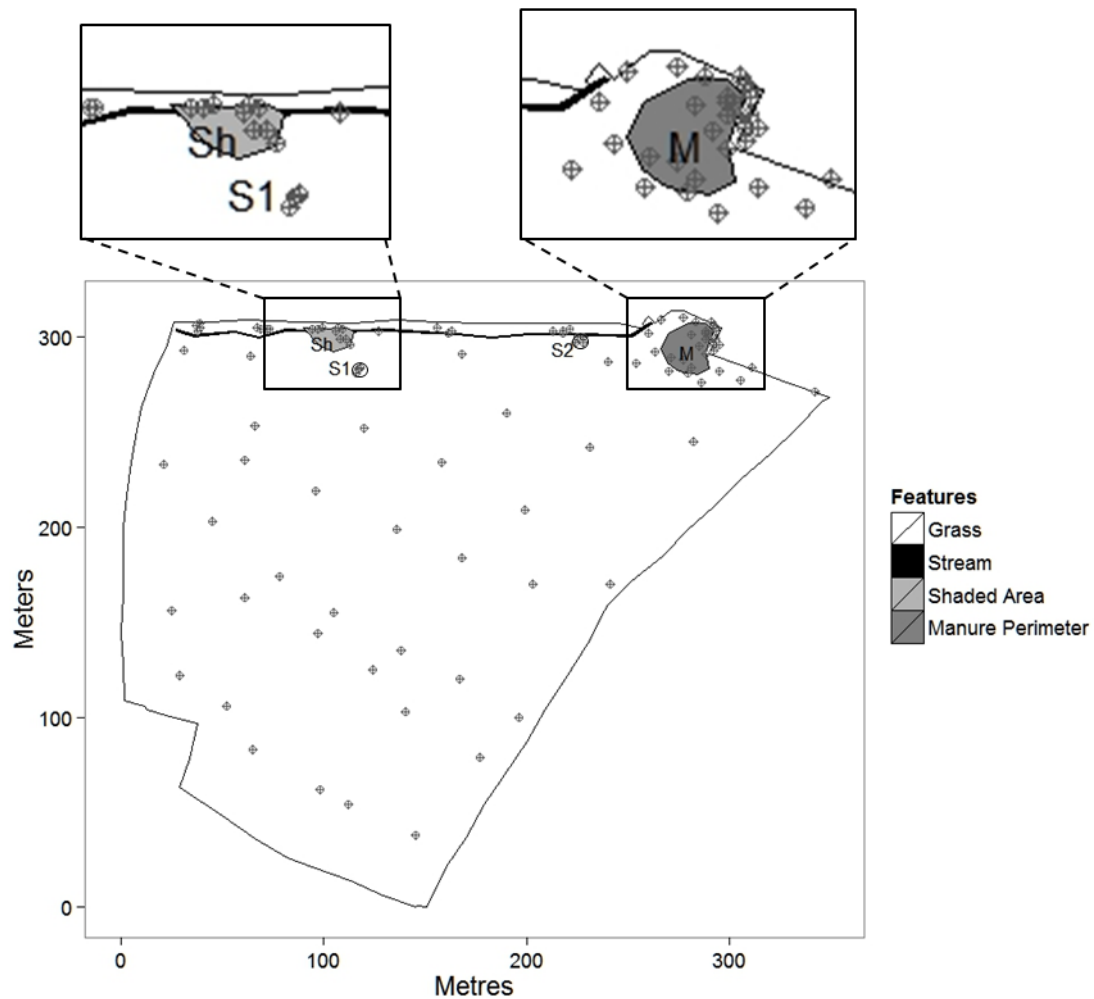 Sh
S1
M
300
200
100
0
Sh
S1
S2
M
Meters
0
100
200
300
Metres
Features
Grass
Stream
Shaded Area
Manure Perimeter